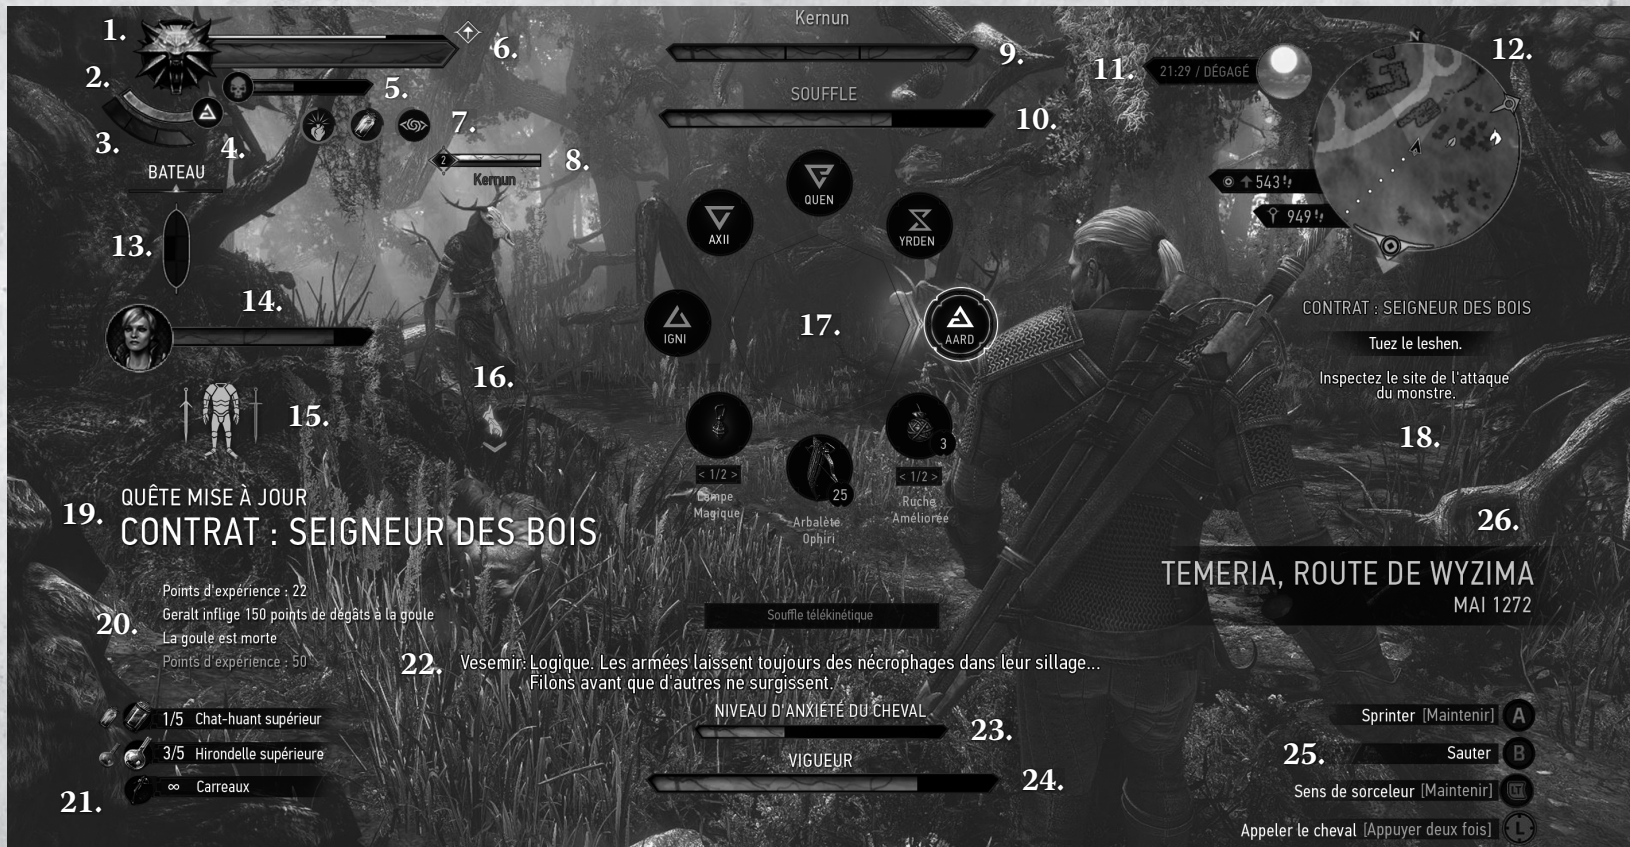 1.
2.
3.
4.
BATEAU
5.
6.
7.
8.
2
Kernun
Kernun
9.
SOUFFLE
10.
11.
21:29 / DÉGAGÉ
12.
N
543
949
13.
14.
15.
16.
QUEN
AXII
YRDEN
IGNI
17.
AARD
3
< 1/2 >
Lampe
Magique
25
Arbalète
Ophiri
< 1/2 >
Ruche
Améliorée
CONTRAT : SEIGNEUR DES BOIS
Tuez le leshen.
Inspectez le site de l'attaque
du monstre.
18.
19.
QUÊTE MISE À JOUR
CONTRAT : SEIGNEUR DES BOIS
20.
Points d'expérience : 22
Geralt inflige 150 points de dégâts à la goule
La goule est morte
Points d'expérience : 50
26.
TEMERIA, ROUTE DE WYZIMA
MAI 1272
Souffle télékinétique
22.
Vesemir: Logique. Les armées laissent toujours des nécrophages dans leur sillage...
Filons avant que d'autres ne surgissent.
1/5 Chat-huant supérieur
3/5 Hirondelle supérieure
∞ Carreaux
21.
NIVEAU D'ANXIÉTÉ DU CHEVAL
23.
VIGUEUR
24.
Sprinter [Maintenir] A
25.
Sauter B
Sens de sorceleur [Maintenir] LT
Appeler le cheval [Appuyer deux fois] L